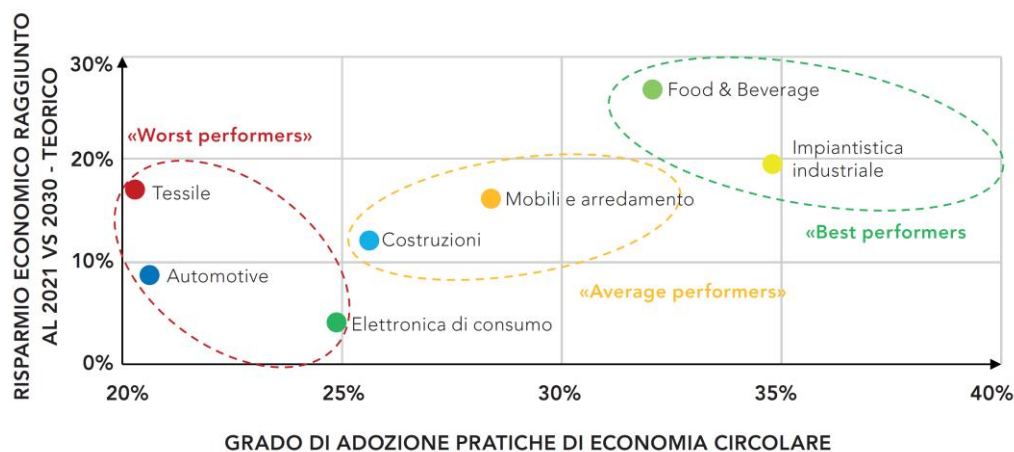 RISPARMIO ECONOMICO RAGGIUNTO
AL 2021 VS 2030 - TEORICO
30%
20%
10%
0%
«Worst performers»
Tessile
Automotive
Elettronica di consumo
Costruzioni
Mobili e arredamento
«Average performers»
Food & Beverage
Impiantistica
industriale
«Best performers
20%
25%
30%
35%
40%
GRADO DI ADOZIONE PRATICHE DI ECONOMIA CIRCOLARE